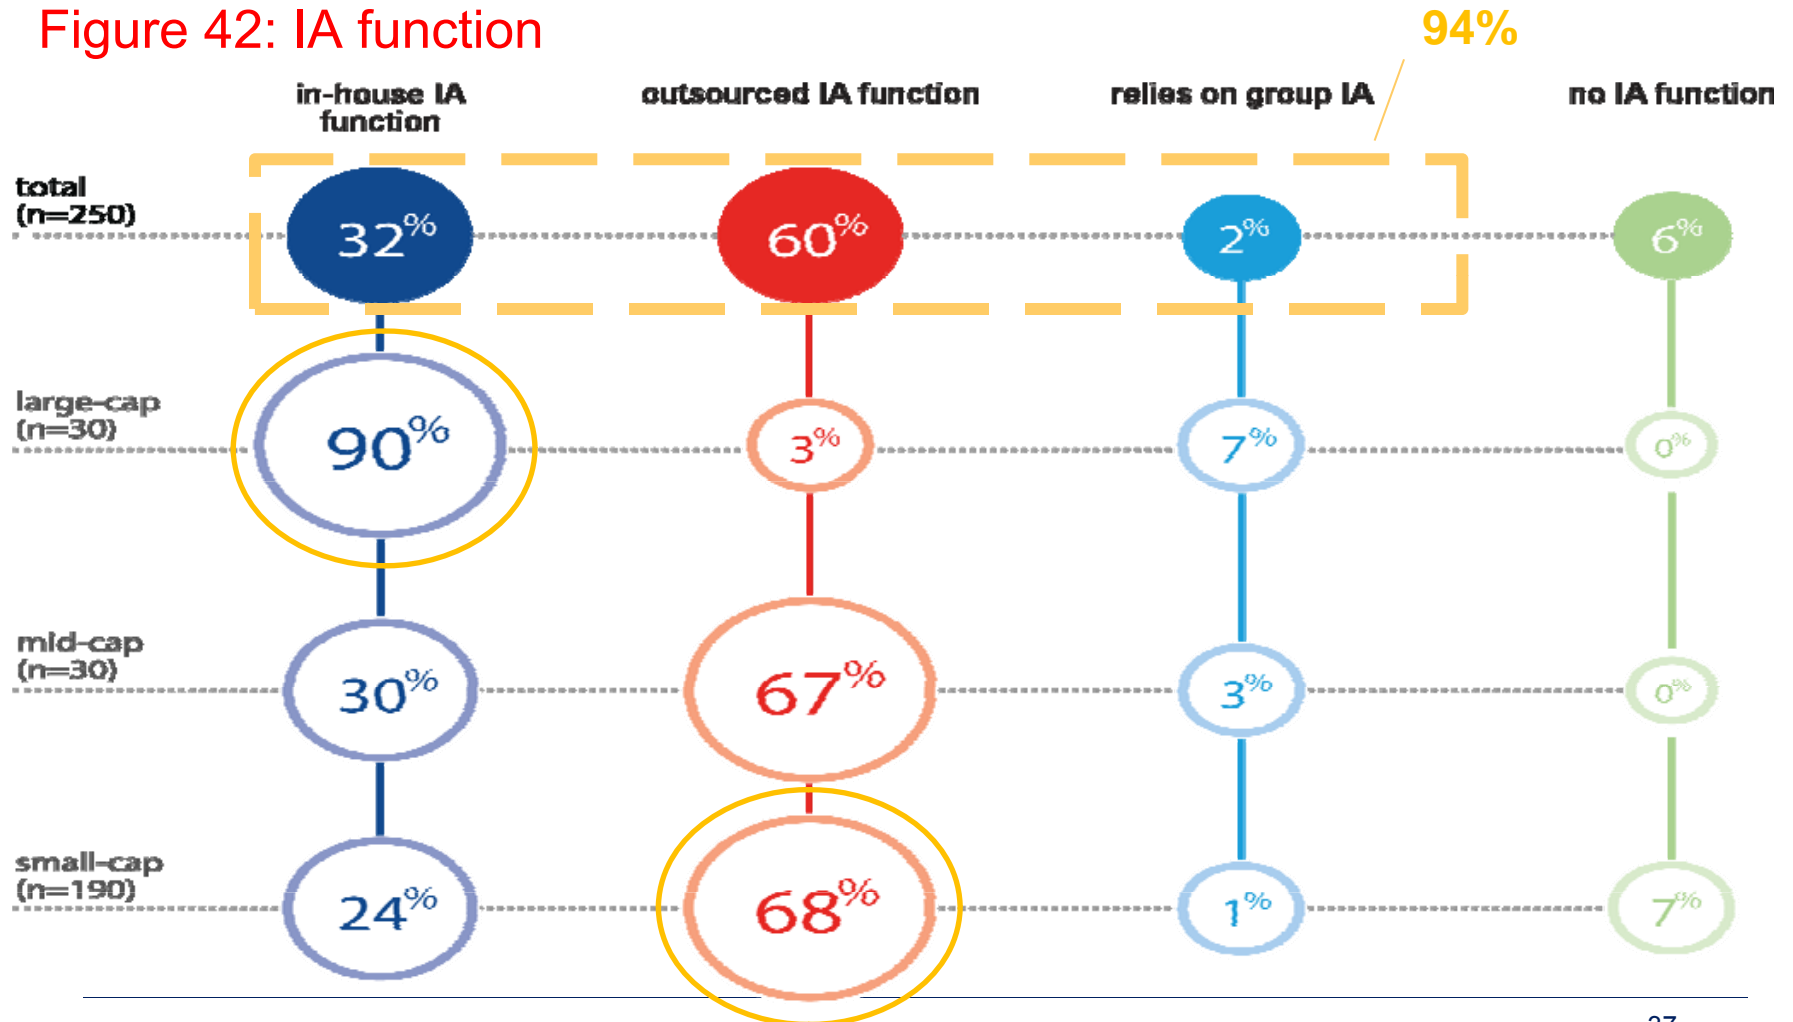 Figure 42: IA function
94%
in-house IA
function
outsourced IA function
relies on group IA
no IA function
total
(n=250)
32%
60%
2%
6%
large-cap
(n=30)
90%
3%
7%
0%
mid-cap
(n=30)
30%
67%
3%
0%
small-cap
(n=190)
24%
68%
1%
7%